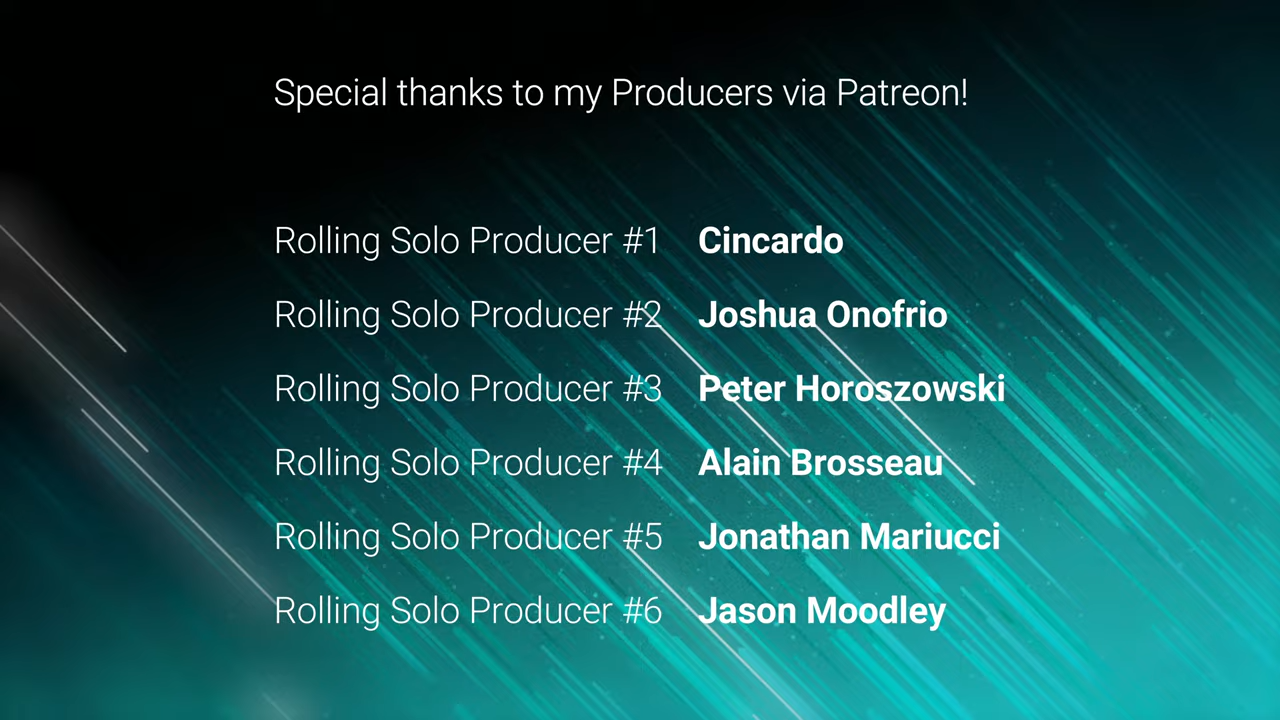 Special thanks to my Producers via Patreon!
Rolling Solo Producer #1 Cincardo
Rolling Solo Producer #2 Joshua Onofrio
Rolling Solo Producer #3 Peter Horoszowski
Rolling Solo Producer #4 Alain Brosseau
Rolling Solo Producer #5 Jonathan Mariucci
Rolling Solo Producer #6 Jason Moodley